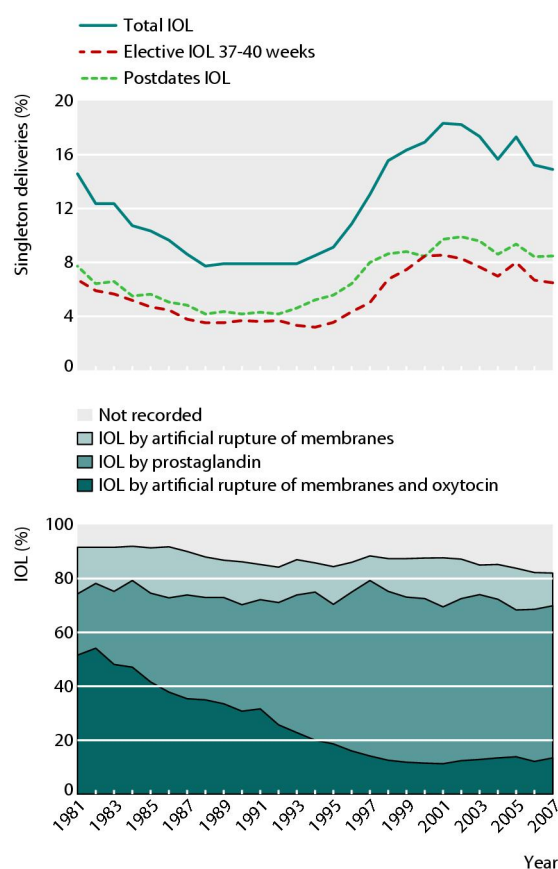 Total IOL
Elective IOL 37-40 weeks
Postdates IOL
Singleton deliveries (%)
20
16
12
8
4
0
Not recorded
IOL by artificial rupture of membranes
IOL by prostaglandin
IOL by artificial rupture of membranes and oxytocin
IOL (%)
100
80
60
40
20
0
1981
1983
1985
1987
1989
1991
1993
1995
1997
1999
2001
2003
2005
2007
Year